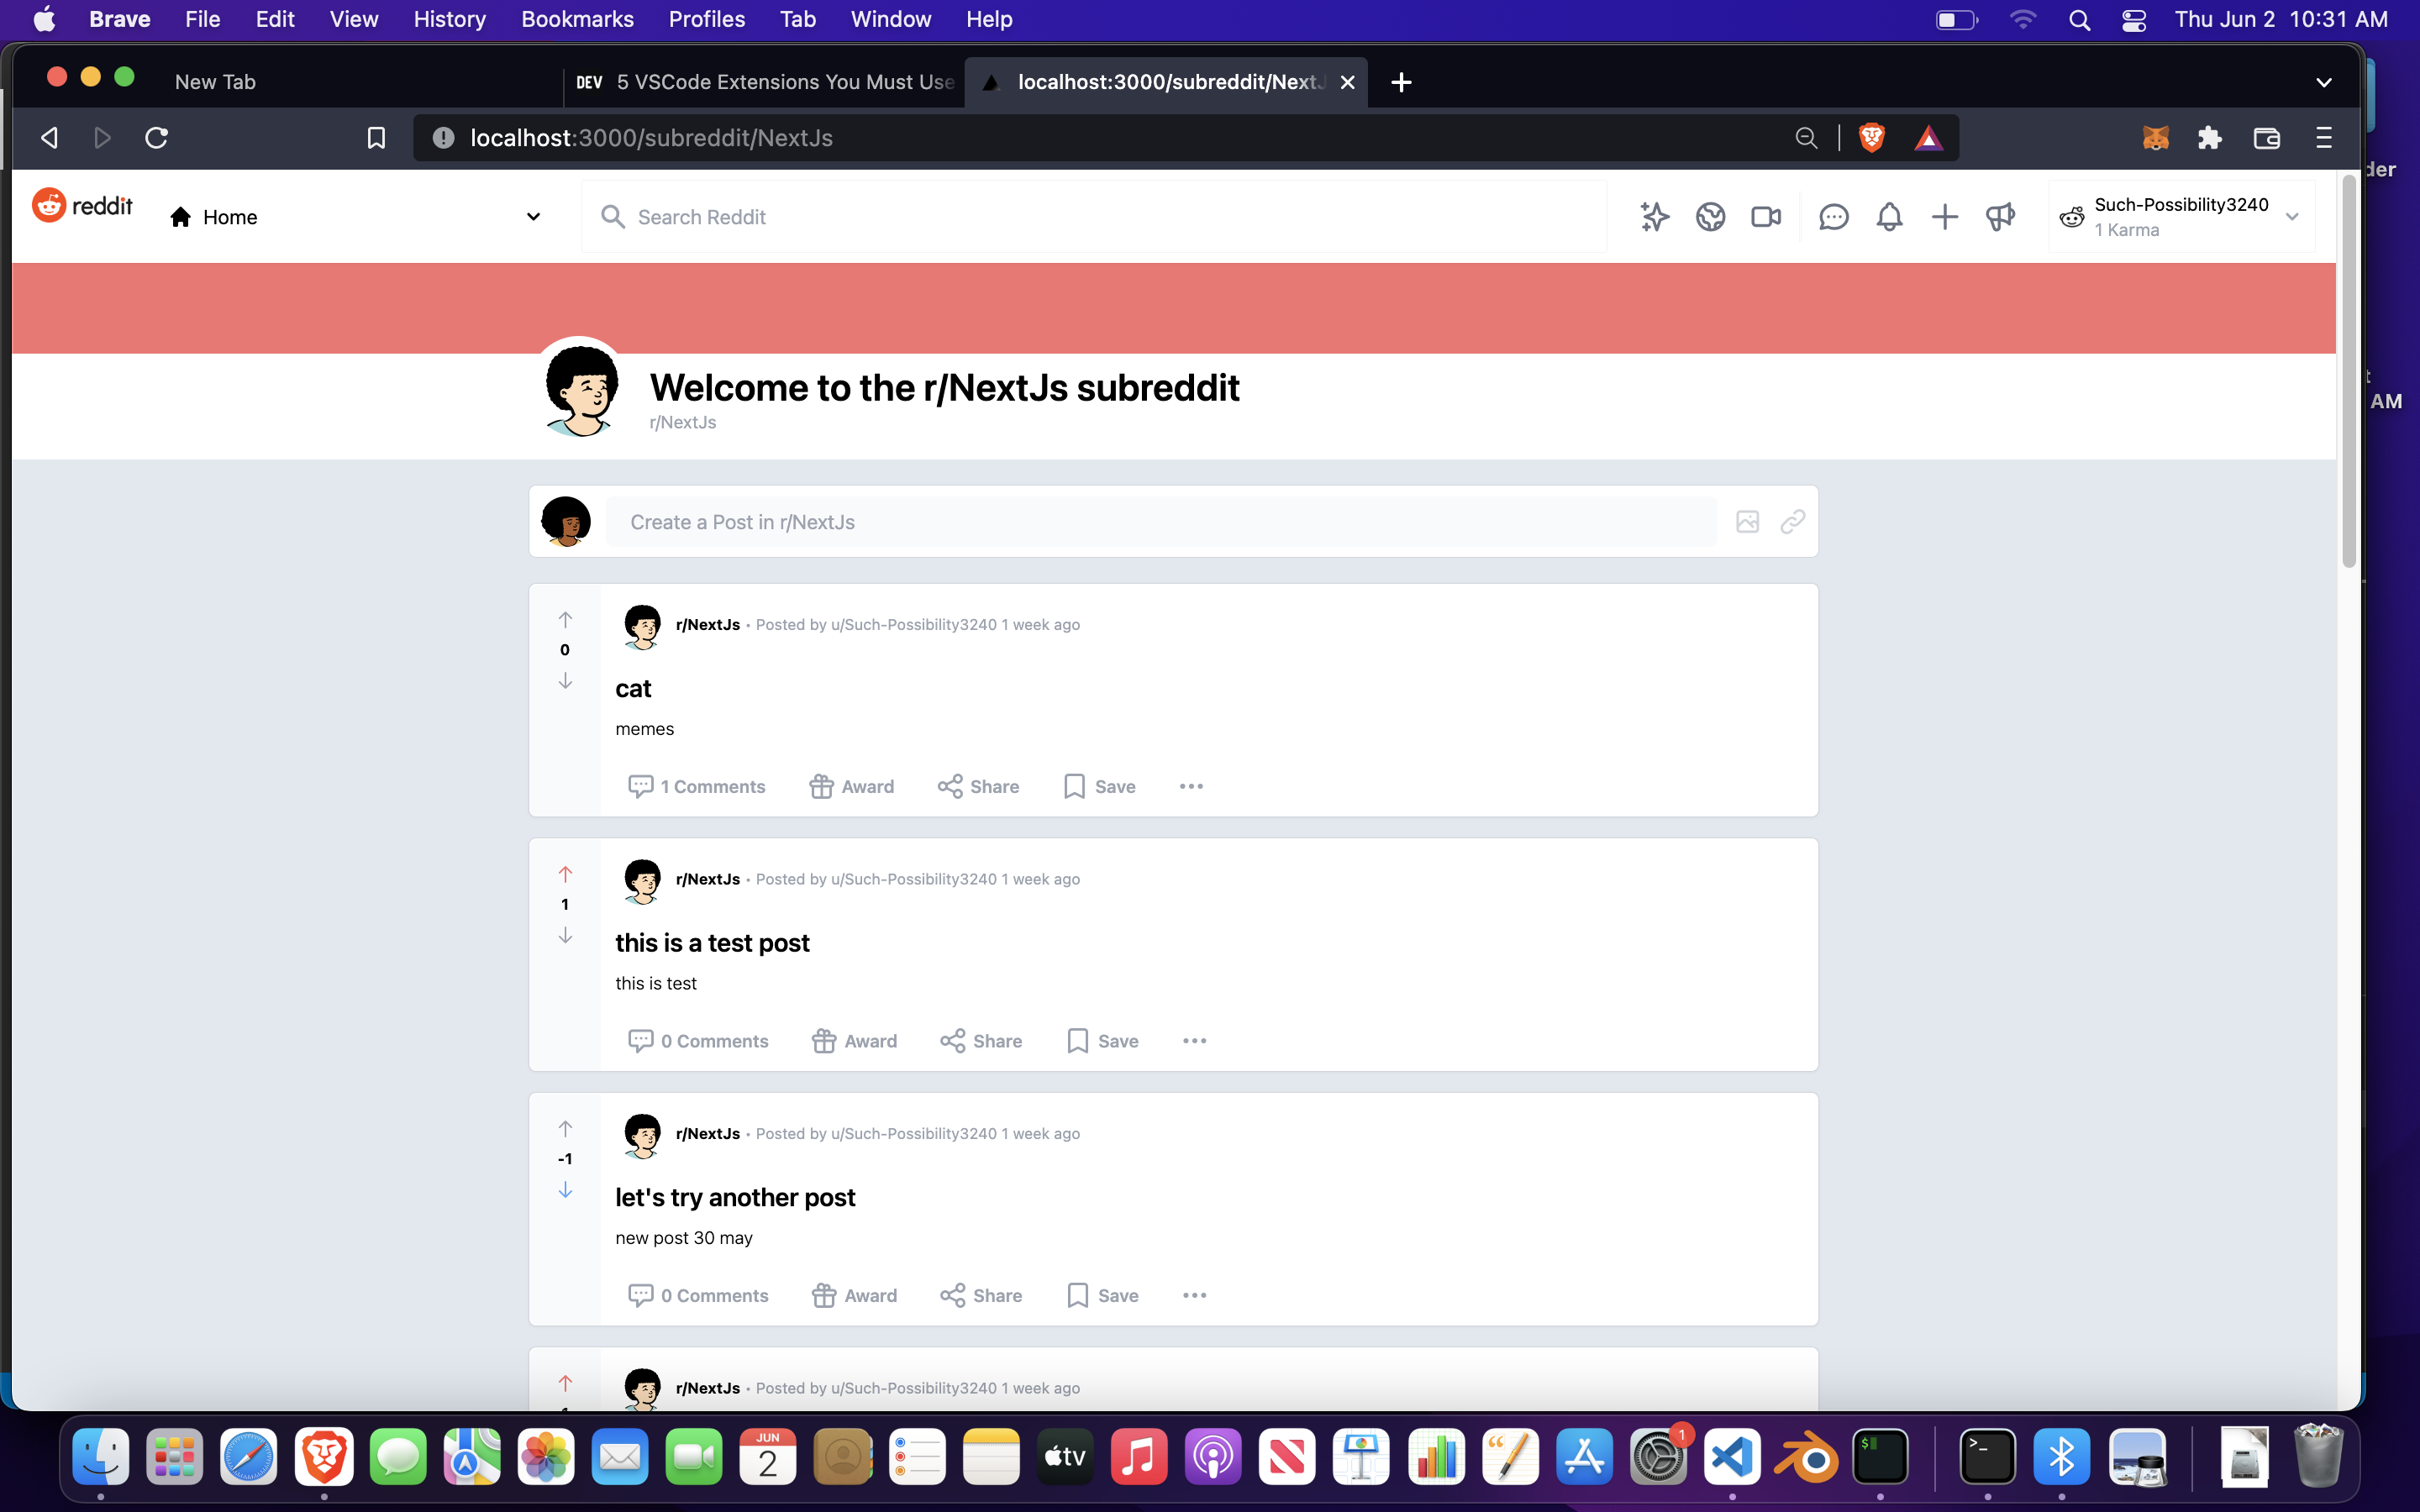 Brave File Edit View History Bookmarks Profiles Tab Window Help Thu Jun 2 10:31 AM
New Tab DEV 5 VSCode Extensions You Must Use localhost:3000/subreddit/NextJ
localhost:3000/subreddit/NextJs
der
reddit Home Search Reddit Such-Possibility3240
1 Karma
Welcome to the r/NextJs subreddit
AM
r/NextJs
Create a Post in r/NextJs
r/NextJs • Posted by u/Such-Possibility3240 1 week ago
0
cat
memes
1 Comments Award Share Save
r/NextJs • Posted by u/Such-Possibility3240 1 week ago
1
this is a test post
this is test
0 Comments Award Share Save
r/NextJs • Posted by u/Such-Possibility3240 1 week ago
-1
let's try another post
new post 30 may
0 Comments Award Share Save
r/NextJs • Posted by u/Such-Possibility3240 1 week ago
JUN
2
tv
1